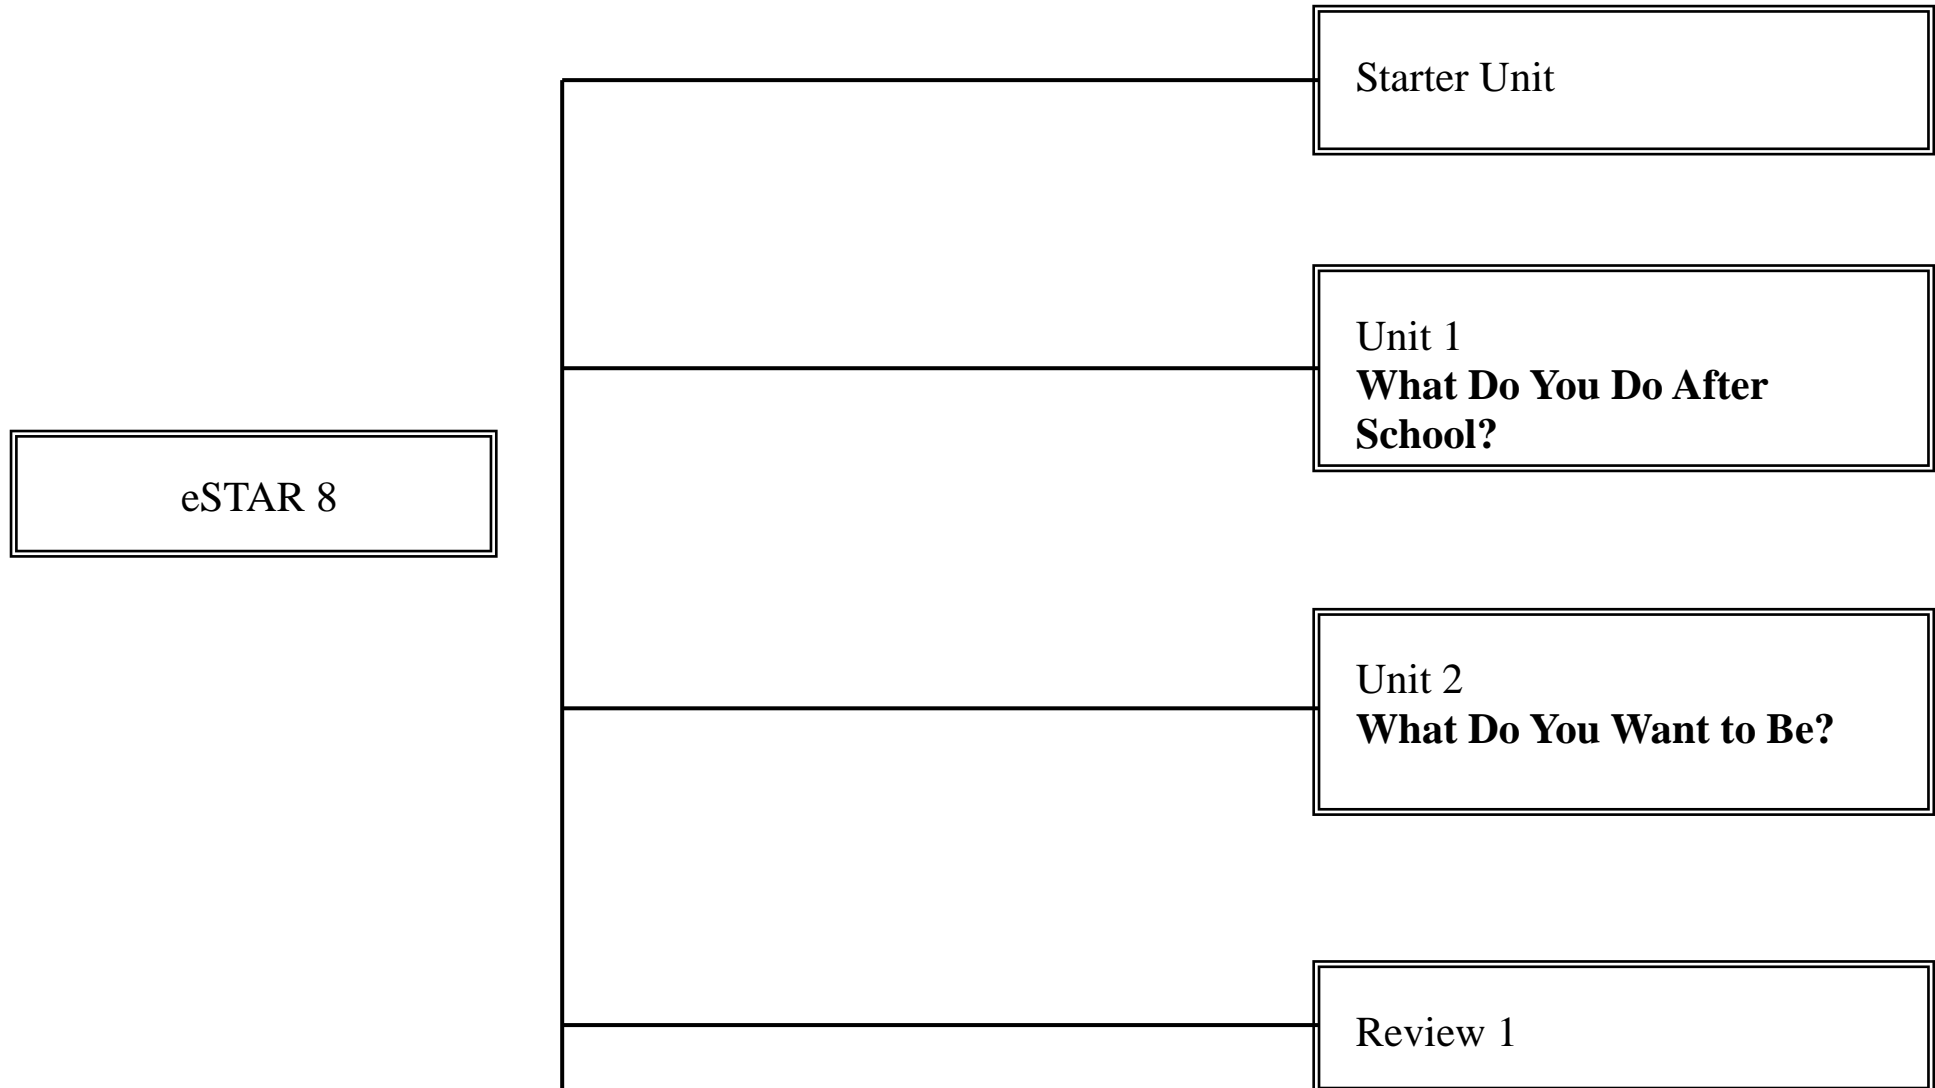 Starter Unit
Unit 1
What Do You Do After
School?
eSTAR 8
Unit 2
What Do You Want to Be?
Review 1